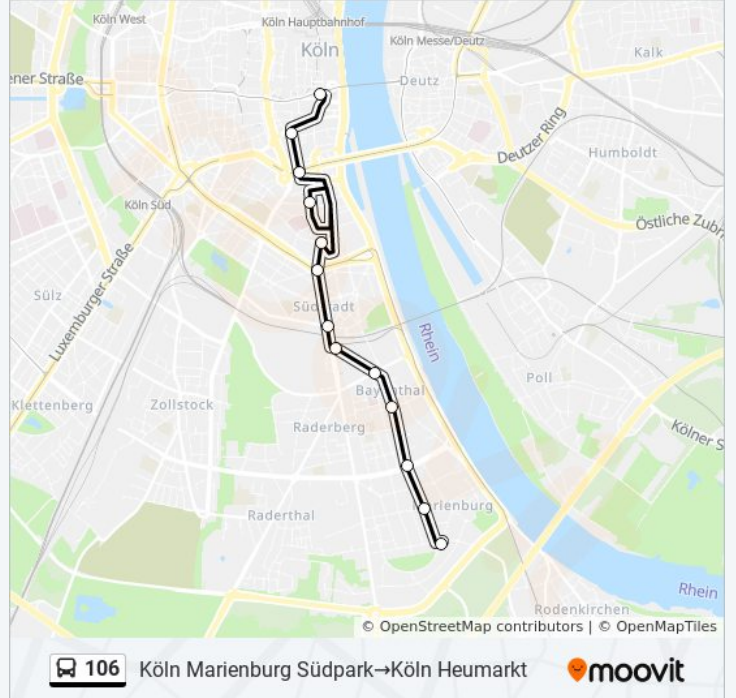 Köln West
Köln Hauptbahnhof
Köln
Köln Messe/Deutz
Kalk
ener Straße
Deutz
Deutzer Ring
Humboldt
Köln Süd
Östliche Zubr
Luxemburger Straße
Sülz
Südstadt
Rhein
Poll
Klettenberg
Zollstock
Bayenthal
Raderberg
Kölner S
Raderthal
Marienburg
Rhein
Rodenkirchen
© OpenStreetMap contributors | © OpenMapTiles
106 Köln Marienburg Südpark→Köln Heumarkt moovit